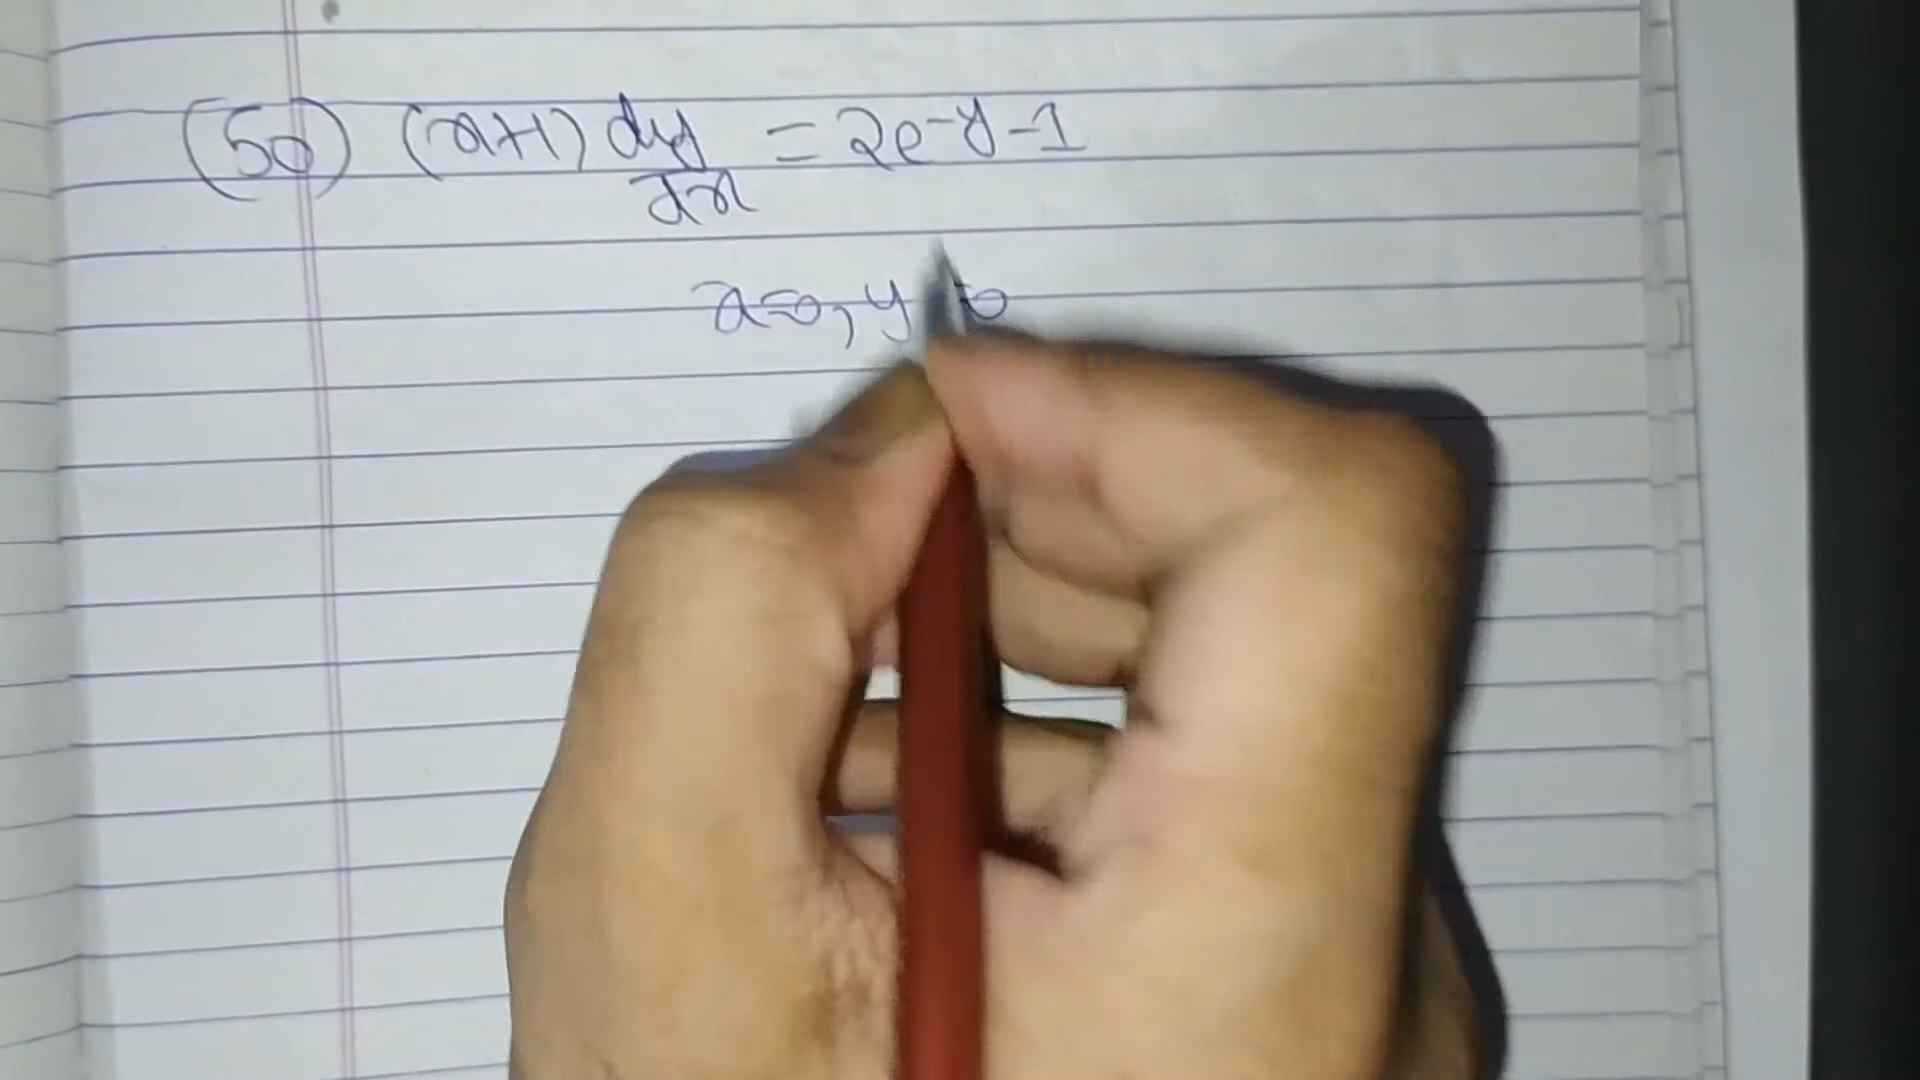 (50) (x+1) dy/dx = 2e^-y - 1
x=0, y=0